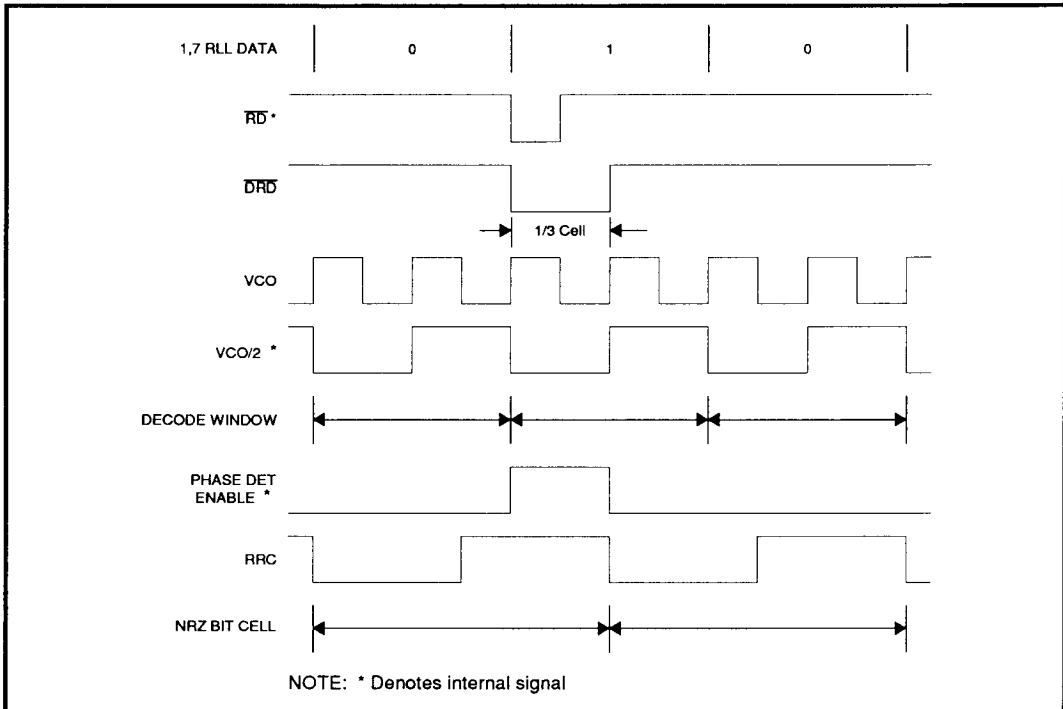 1,7 RLL DATA 0 1 0
RD *
DRD
1/3 Cell
VCO
VCO/2 *
DECODE WINDOW
PHASE DET
ENABLE *
RRC
NRZ BIT CELL
NOTE: * Denotes internal signal